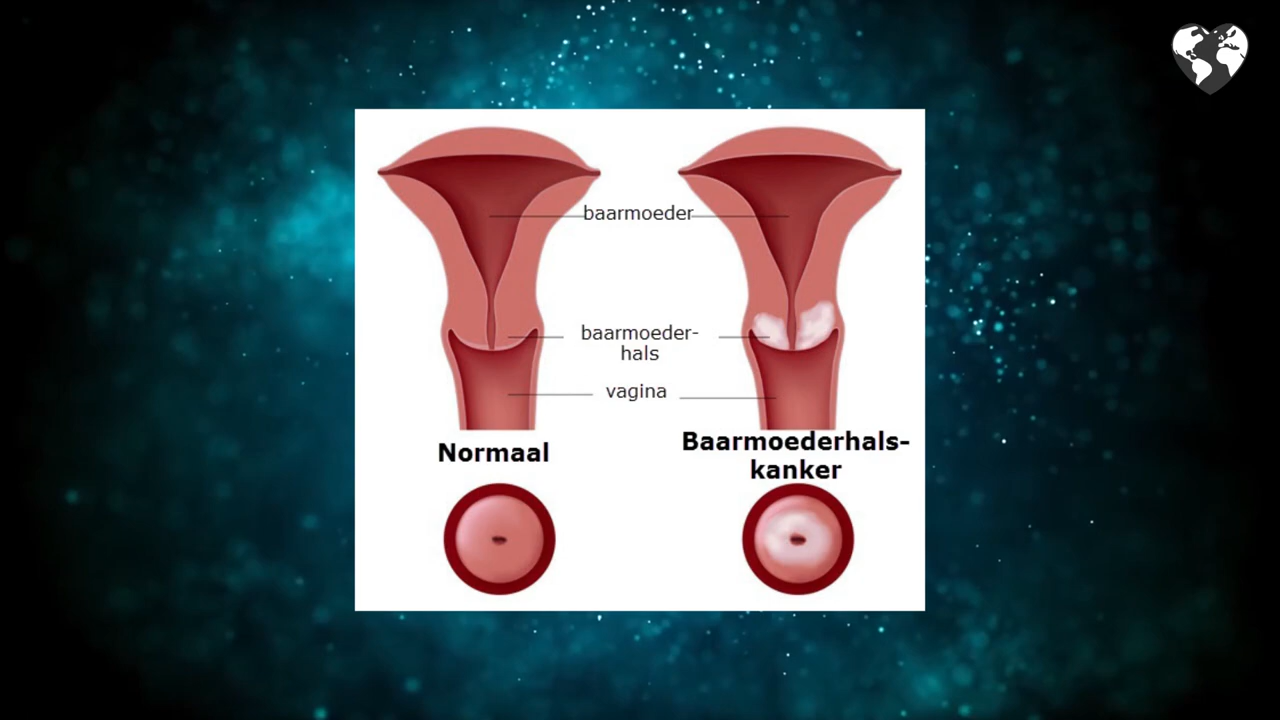 baarmoeder
baarmoeder-
hals
vagina
Normaal
Baarmoederhals-
kanker